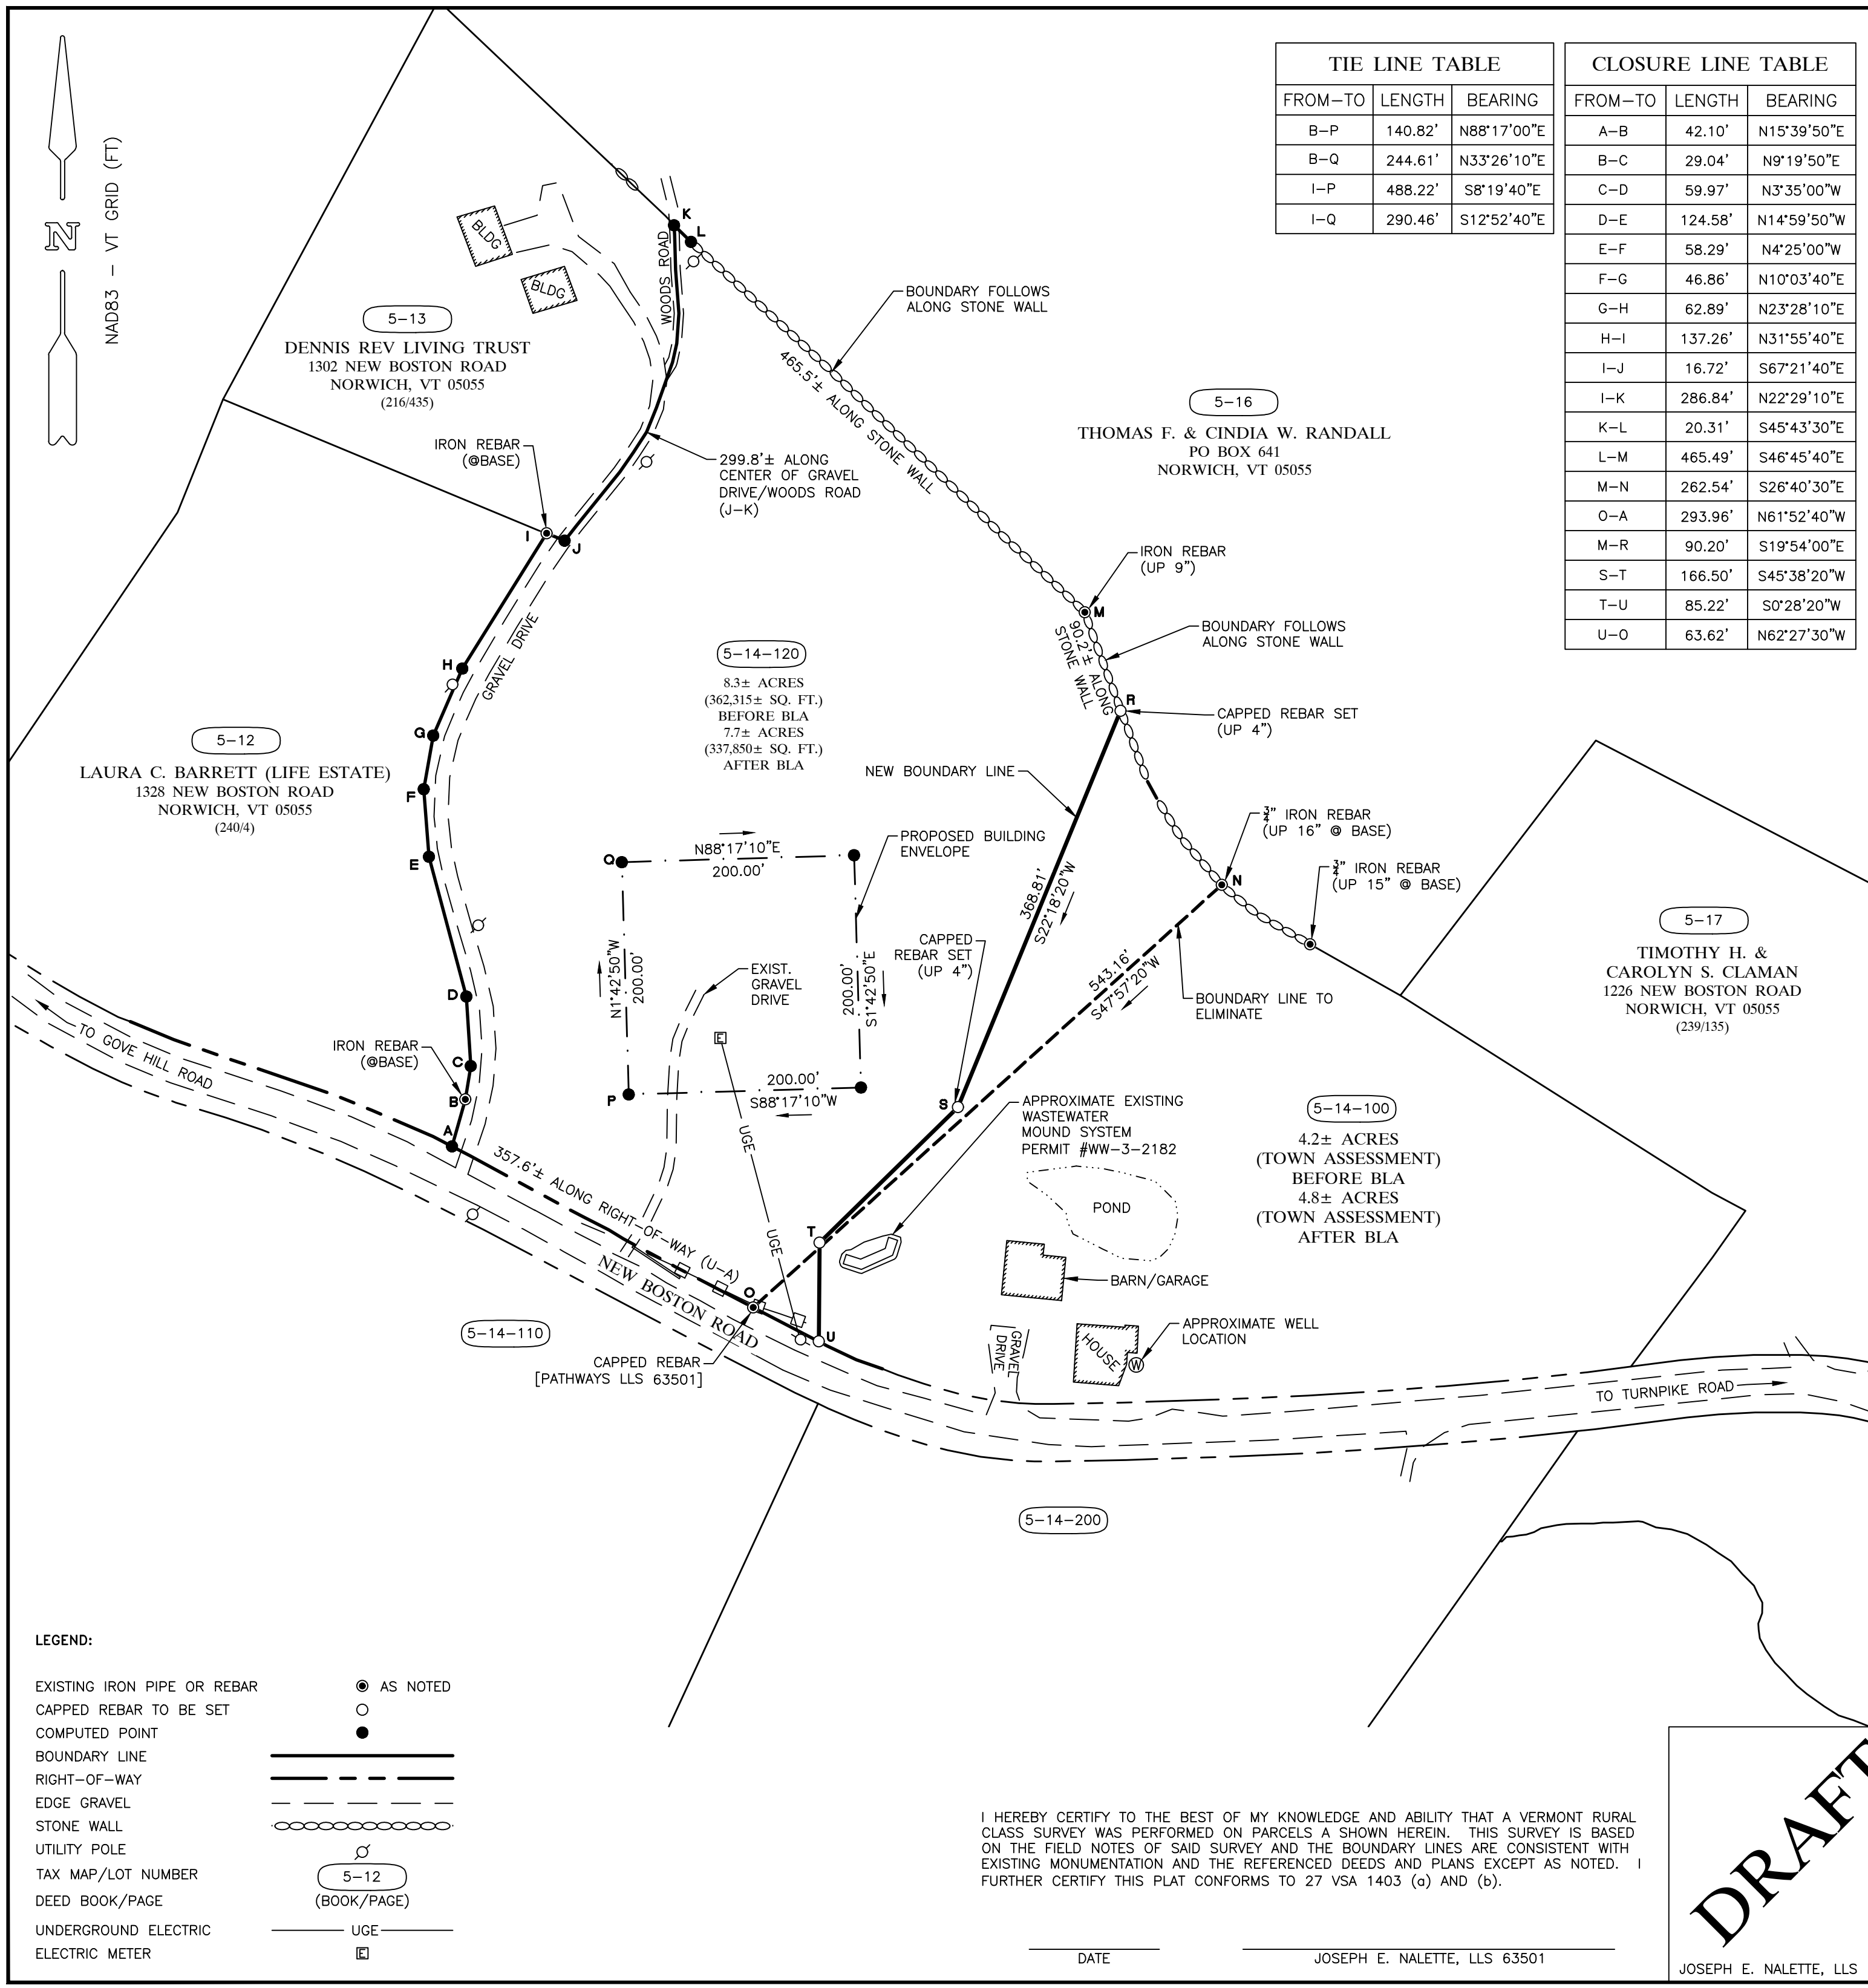 N
NAD83 - VT GRID (FT)
TIE LINE TABLE
FROM-TO LENGTH BEARING
B-P 140.82' N88°17'00"E
B-Q 244.61' N33°26'10"E
I-P 488.22' S8°19'40"E
I-Q 290.46' S12°52'40"E
CLOSURE LINE TABLE
FROM-TO LENGTH BEARING
A-B 42.10' N15°39'50"E
B-C 29.04' N9°19'50"E
C-D 59.97' N3°35'00"W
D-E 124.58' N14°59'50"W
E-F 58.29' N4°25'00"W
F-G 46.86' N10°03'40"E
G-H 62.89' N23°28'10"E
H-I 137.26' N31°55'40"E
I-J 16.72' S67°21'40"E
I-K 286.84' N22°29'10"E
K-L 20.31' S45°43'30"E
L-M 465.49' S46°45'40"E
M-N 262.54' S26°40'30"E
O-A 293.96' N61°52'40"W
M-R 90.20' S19°54'00"E
S-T 166.50' S45°38'20"W
T-U 85.22' S0°28'20"W
U-O 63.62' N62°27'30"W
K
L
BLDG
BLDG
WOODS ROAD
BOUNDARY FOLLOWS
ALONG STONE WALL
465.5'± ALONG STONE WALL
5-13
DENNIS REV LIVING TRUST
1302 NEW BOSTON ROAD
NORWICH, VT 05055
(216/435)
5-16
THOMAS F. & CINDIA W. RANDALL
PO BOX 641
NORWICH, VT 05055
IRON REBAR
(@BASE)
299.8'± ALONG
CENTER OF GRAVEL
DRIVE/WOODS ROAD
(J-K)
I
J
IRON REBAR
(UP 9")
M
BOUNDARY FOLLOWS
ALONG STONE WALL
90.2'± ALONG
STONE WALL
H
GRAVEL DRIVE
5-14-120
8.3± ACRES
(362,315± SQ. FT.)
BEFORE BLA
7.7± ACRES
(337,850± SQ. FT.)
AFTER BLA
R
CAPPED REBAR SET
(UP 4")
5-12
LAURA C. BARRETT (LIFE ESTATE)
1328 NEW BOSTON ROAD
NORWICH, VT 05055
(240/4)
G
F
E
NEW BOUNDARY LINE
3/4" IRON REBAR
(UP 16" @ BASE)
3/4" IRON REBAR
(UP 15" @ BASE)
N
Q
N88°17'10"E
200.00'
PROPOSED BUILDING
ENVELOPE
368.81'
S22°18'20"W
5-17
TIMOTHY H. &
CAROLYN S. CLAMAN
1226 NEW BOSTON ROAD
NORWICH, VT 05055
(239/135)
CAPPED
REBAR SET
(UP 4")
N1°42'50"W
200.00'
EXIST.
GRAVEL
DRIVE
200.00'
S1°42'50"E
543.16'
S47°57'20"W
BOUNDARY LINE TO
ELIMINATE
D
E
TO GOVE HILL ROAD
IRON REBAR
(@BASE)
C
B
P
200.00'
S88°17'10"W
S
A
UGE
APPROXIMATE EXISTING
WASTEWATER
MOUND SYSTEM
PERMIT #WW-3-2182
5-14-100
4.2± ACRES
(TOWN ASSESSMENT)
BEFORE BLA
4.8± ACRES
(TOWN ASSESSMENT)
AFTER BLA
357.6'± ALONG RIGHT-OF-WAY (U-A)
POND
UGE
T
BARN/GARAGE
NEW BOSTON ROAD
O
U
5-14-110
CAPPED REBAR
[PATHWAYS LLS 63501]
GRAVEL
DRIVE
HOUSE
W
APPROXIMATE WELL
LOCATION
TO TURNPIKE ROAD
5-14-200
LEGEND:
EXISTING IRON PIPE OR REBAR AS NOTED
CAPPED REBAR TO BE SET
COMPUTED POINT
BOUNDARY LINE
RIGHT-OF-WAY
EDGE GRAVEL
STONE WALL
UTILITY POLE
TAX MAP/LOT NUMBER 5-12
DEED BOOK/PAGE (BOOK/PAGE)
UNDERGROUND ELECTRIC UGE
ELECTRIC METER E
I HEREBY CERTIFY TO THE BEST OF MY KNOWLEDGE AND ABILITY THAT A VERMONT RURAL
CLASS SURVEY WAS PERFORMED ON PARCELS A SHOWN HEREIN. THIS SURVEY IS BASED
ON THE FIELD NOTES OF SAID SURVEY AND THE BOUNDARY LINES ARE CONSISTENT WITH
EXISTING MONUMENTATION AND THE REFERENCED DEEDS AND PLANS EXCEPT AS NOTED. I
FURTHER CERTIFY THIS PLAT CONFORMS TO 27 VSA 1403 (a) AND (b).
DATE
JOSEPH E. NALETTE, LLS 63501
DRAFT
JOSEPH E. NALETTE, LLS